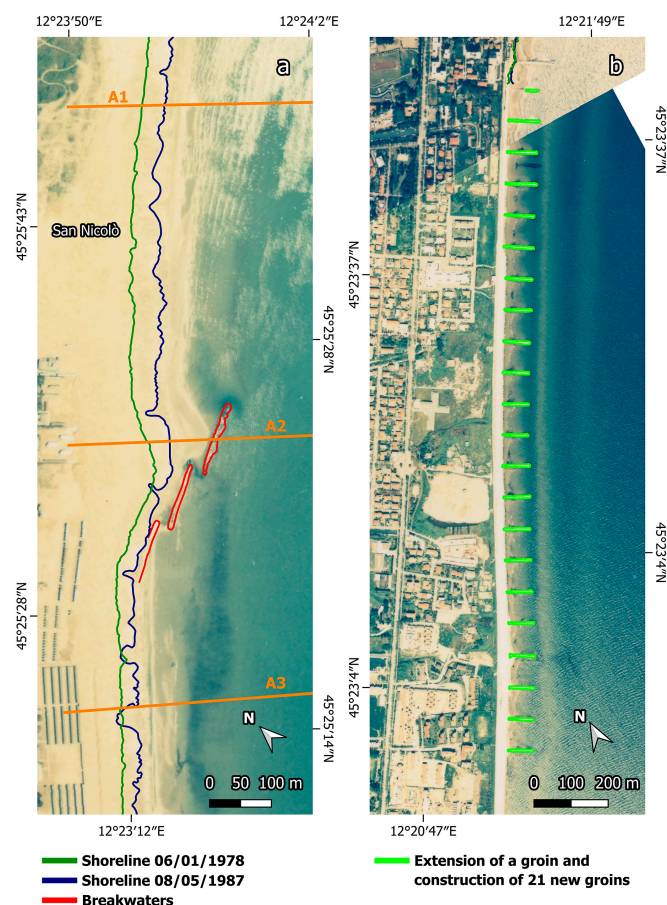 12°23′50″E
12°24′2″E
12°21′49″E
a
b
A1
45°23′37″N
San Nicolò
45°25′43″N
45°23′37″N
45°25′28″N
A2
45°23′4″N
45°25′28″N
A3
45°23′4″N
N
N
45°25′14″N
0 50 100 m
0 100 200 m
12°23′12″E
12°20′47″E
Shoreline 06/01/1978
Shoreline 08/05/1987
Breakwaters
Extension of a groin and
construction of 21 new groins